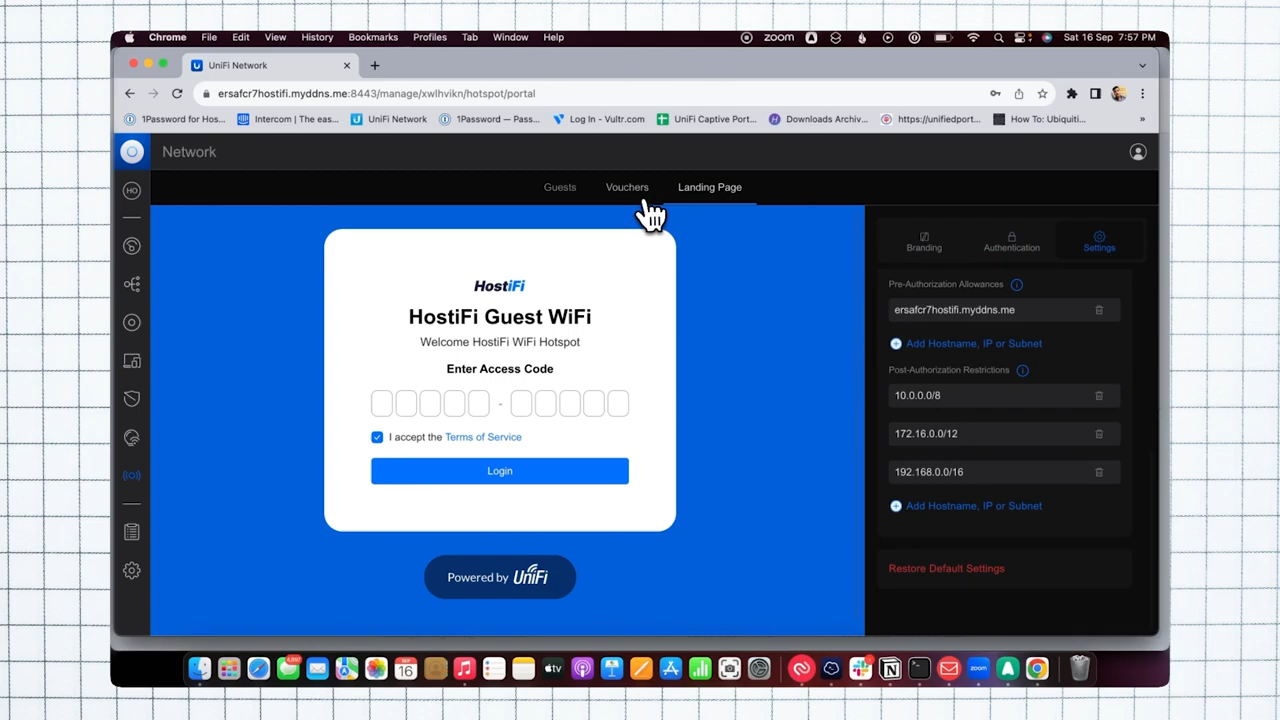 Chrome File Edit View History Bookmarks Profiles Tab Window Help zoom Sat 16 Sep 7:57 PM
UniFi Network
ersafcr7hostifi.myddns.me:8443/manage/xwlhvikn/hotspot/portal
1Password for Hos... Intercom | The eas... UniFi Network 1Password — Pass... Log In - Vultr.com UniFi Captive Port... Downloads Archiv... https://unifiedport... How To: Ubiquiti... »
Network
HO
Guests Vouchers Landing Page
Branding Authentication Settings
HostiFi
HostiFi Guest WiFi
Welcome HostiFi WiFi Hotspot
Enter Access Code
-
I accept the Terms of Service
Login
Powered by UniFi
Pre-Authorization Allowances
ersafcr7hostifi.myddns.me
Add Hostname, IP or Subnet
Post-Authorization Restrictions
10.0.0.0/8
172.16.0.0/12
192.168.0.0/16
Add Hostname, IP or Subnet
Restore Default Settings
SEP
16
tv
zoom